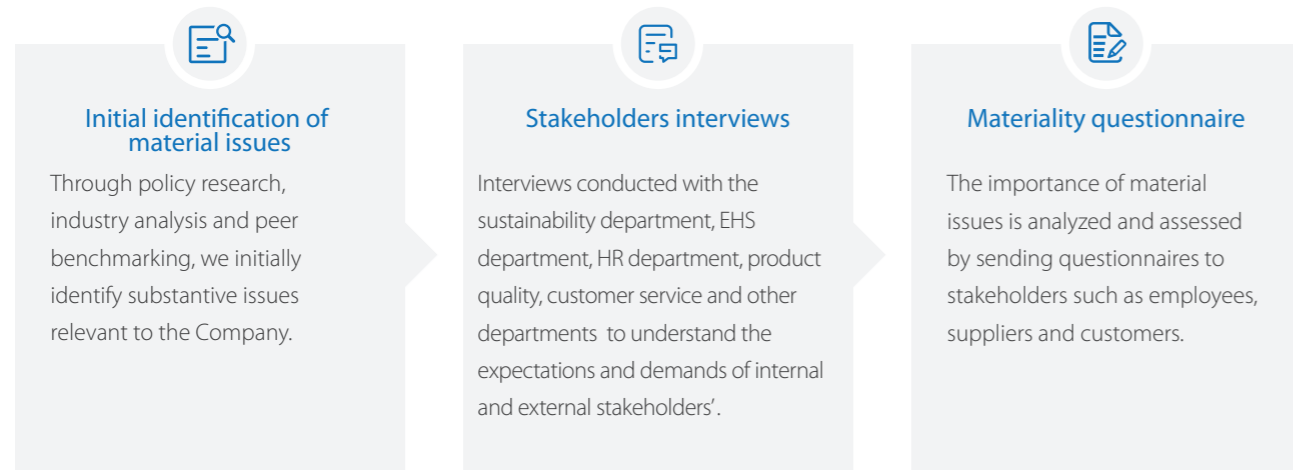 Initial identification of
material issues
Through policy research,
industry analysis and peer
benchmarking, we initially
identify substantive issues
relevant to the Company.
Stakeholders interviews
Interviews conducted with the
sustainability department, EHS
department, HR department, product
quality, customer service and other
departments to understand the
expectations and demands of internal
and external stakeholders’.
Materiality questionnaire
The importance of material
issues is analyzed and assessed
by sending questionnaires to
stakeholders such as employees,
suppliers and customers.